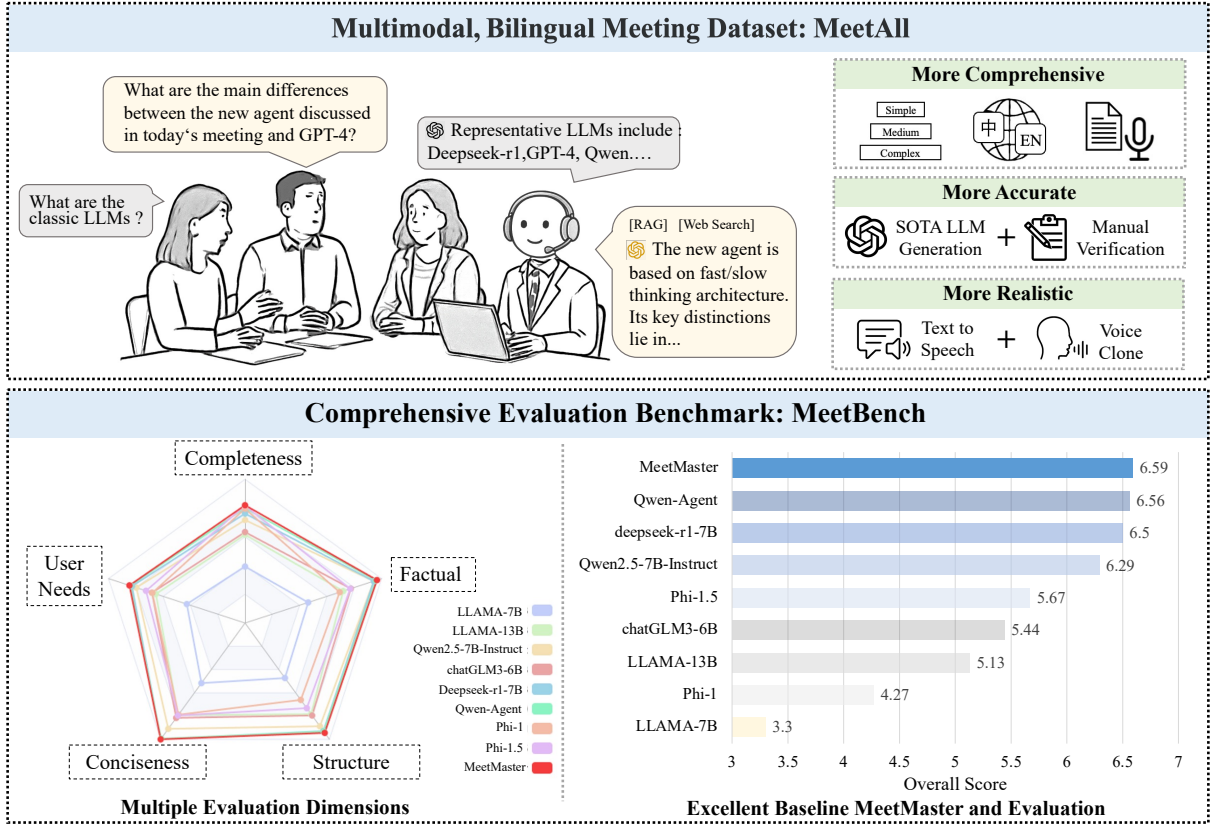 Multimodal, Bilingual Meeting Dataset: MeetAll
What are the main differences
between the new agent discussed
in today‘s meeting and GPT-4?
Representative LLMs include :
Deepseek-r1,GPT-4, Qwen.…
What are the
classic LLMs ?
[RAG] [Web Search]
The new agent is
based on fast/slow
thinking architecture.
Its key distinctions
lie in...
More Comprehensive
Simple
Medium
Complex
中
EN
More Accurate
SOTA LLM
Generation
+
Manual
Verification
More Realistic
Text to
Speech
+
Voice
Clone
Comprehensive Evaluation Benchmark: MeetBench
Completeness
User
Needs
Factual
Conciseness
Structure
LLAMA-7B
LLAMA-13B
Qwen2.5-7B-Instruct
chatGLM3-6B
Deepseek-r1-7B
Qwen-Agent
Phi-1
Phi-1.5
MeetMaster
Multiple Evaluation Dimensions
MeetMaster 6.59
Qwen-Agent 6.56
deepseek-r1-7B 6.5
Qwen2.5-7B-Instruct 6.29
Phi-1.5 5.67
chatGLM3-6B 5.44
LLAMA-13B 5.13
Phi-1 4.27
LLAMA-7B 3.3
3 3.5 4 4.5 5 5.5 6 6.5 7
Overall Score
Excellent Baseline MeetMaster and Evaluation